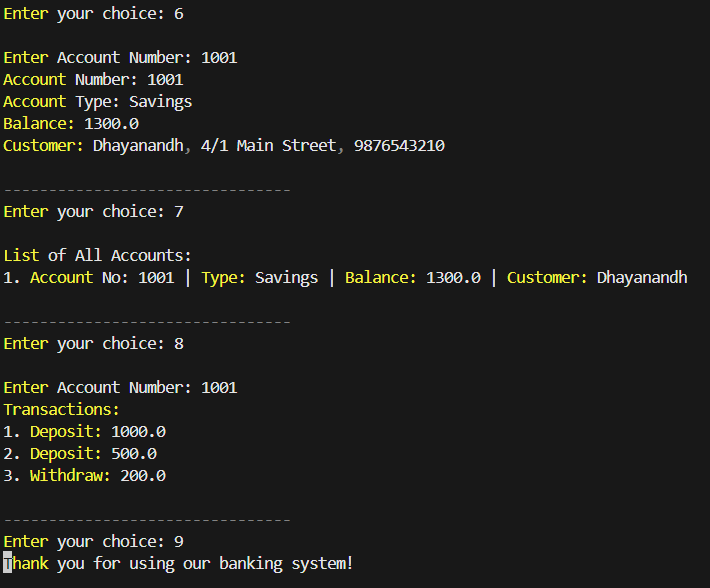 Enter your choice: 6
Enter Account Number: 1001
Account Number: 1001
Account Type: Savings
Balance: 1300.0
Customer: Dhayanandh, 4/1 Main Street, 9876543210
--------------------------------
Enter your choice: 7
List of All Accounts:
1. Account No: 1001 | Type: Savings | Balance: 1300.0 | Customer: Dhayanandh
--------------------------------
Enter your choice: 8
Enter Account Number: 1001
Transactions:
1. Deposit: 1000.0
2. Deposit: 500.0
3. Withdraw: 200.0
--------------------------------
Enter your choice: 9
Thank you for using our banking system!